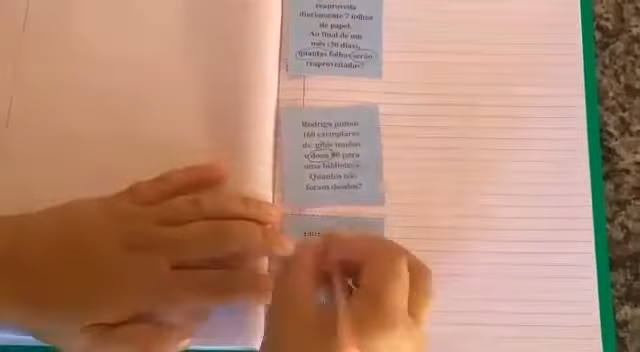 reaproveita
diariamente 7 folhas
de papel.
Ao final de um
mês (30 dias),
quantas folhas serão
reaproveitadas?
Rodrigo juntou
160 exemplares
de gibis usados
e doou 90 para
uma biblioteca.
Quantos não
foram doados?